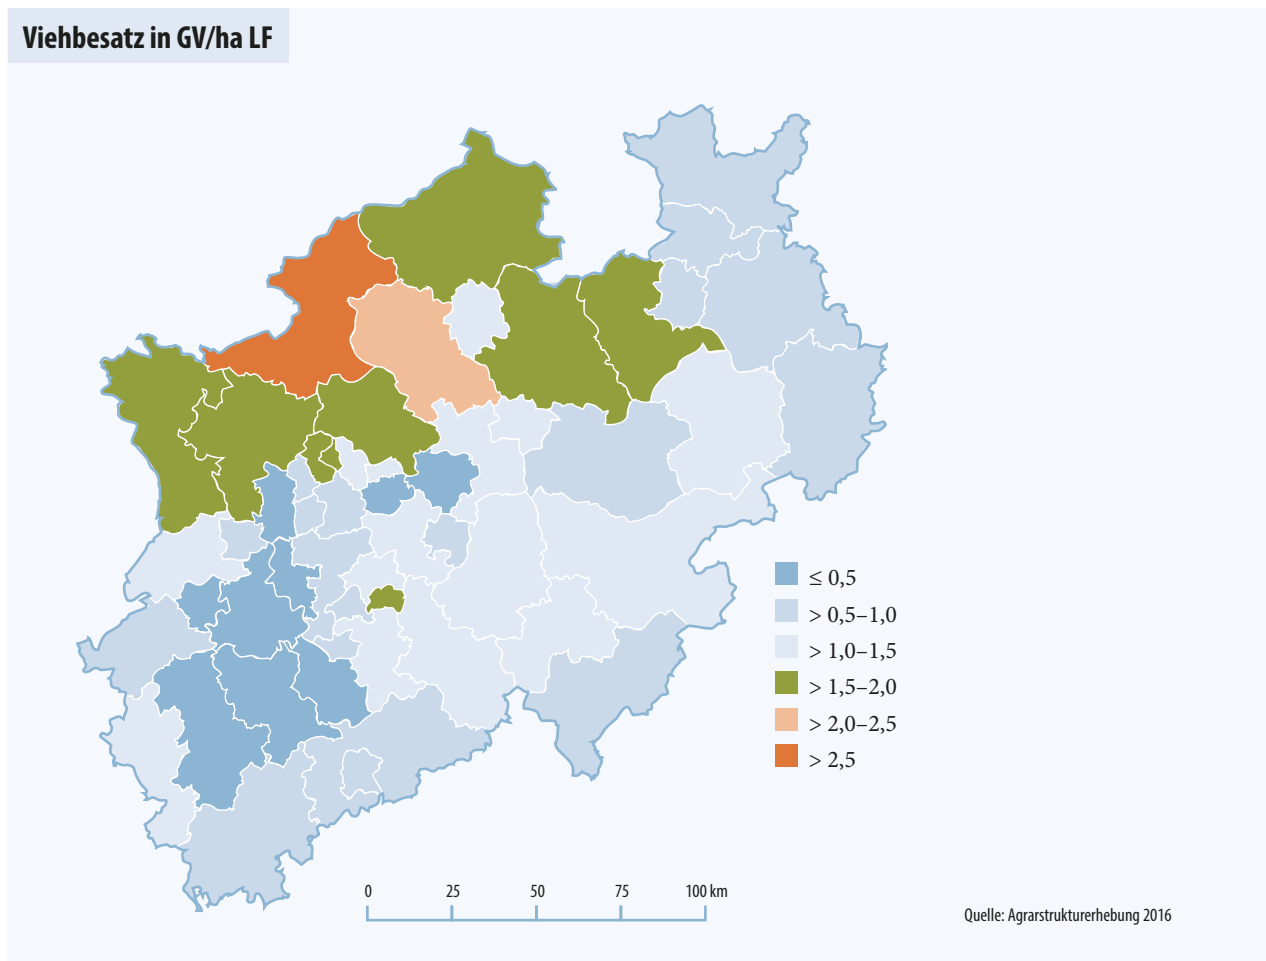 Viehbesatz in GV/ha LF
≤ 0,5
> 0,5–1,0
> 1,0–1,5
> 1,5–2,0
> 2,0–2,5
> 2,5
0 25 50 75 100 km
Quelle: Agrarstrukturerhebung 2016